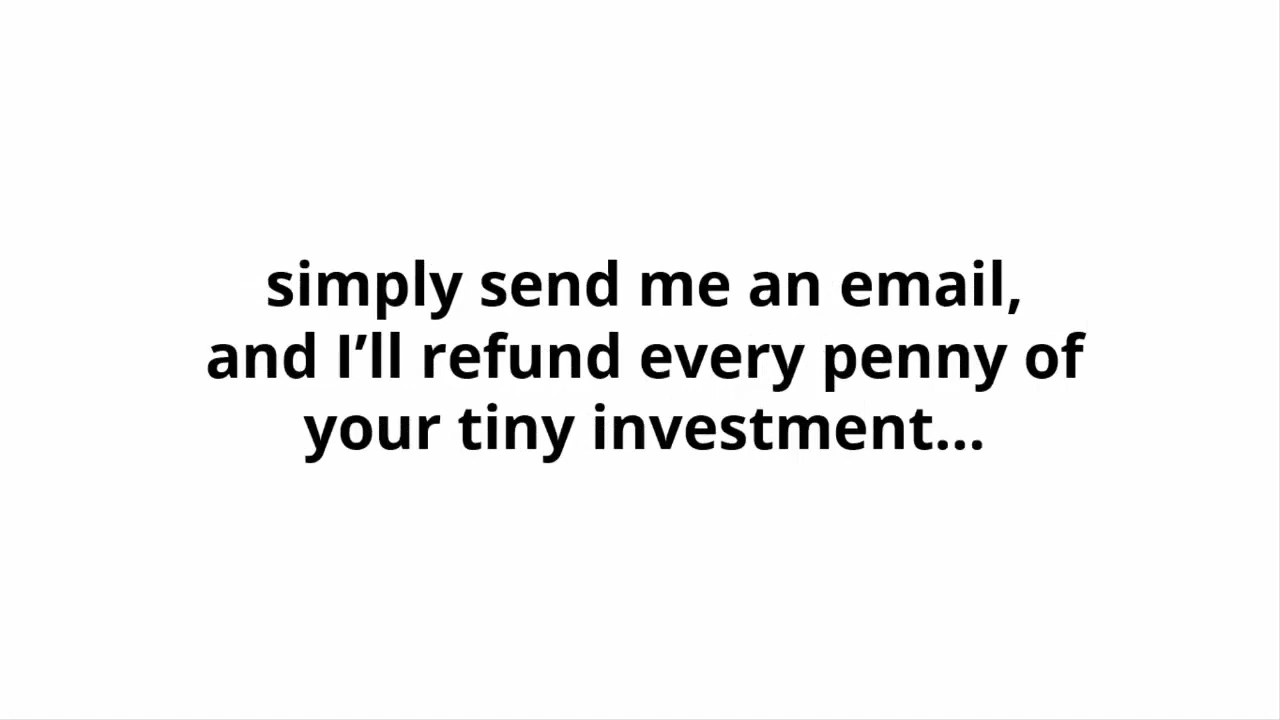 simply send me an email,
and I’ll refund every penny of
your tiny investment...